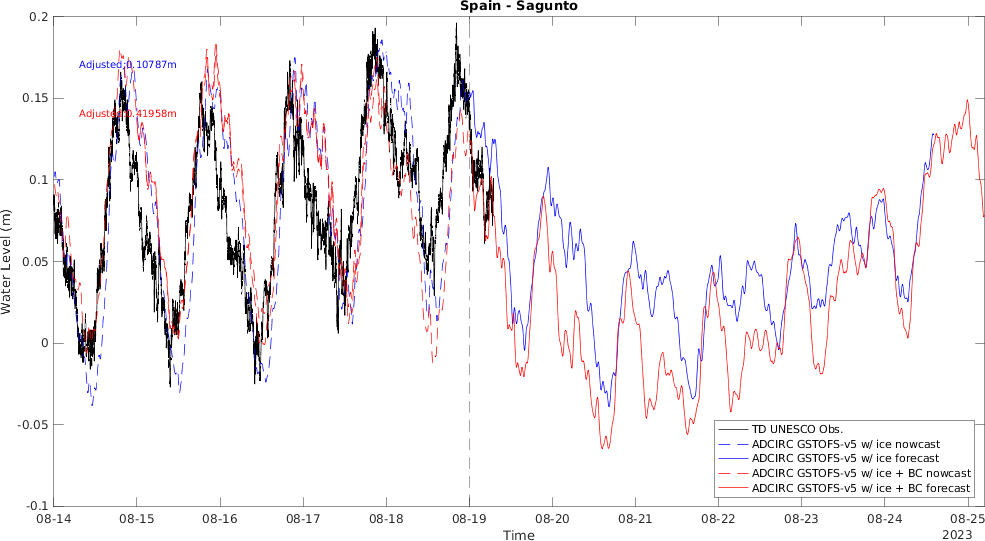 Spain - Sagunto
0.2
0.15
0.1
0.05
0
-0.05
-0.1
Water Level (m)
Adjusted:0.10787m
Adjusted:0.41958m
TD UNESCO Obs.
ADCIRC GSTOFS-v5 w/ ice nowcast
ADCIRC GSTOFS-v5 w/ ice forecast
ADCIRC GSTOFS-v5 w/ ice + BC nowcast
ADCIRC GSTOFS-v5 w/ ice + BC forecast
08-14 08-15 08-16 08-17 08-18 08-19 08-20 08-21 08-22 08-23 08-24 08-25
Time
2023